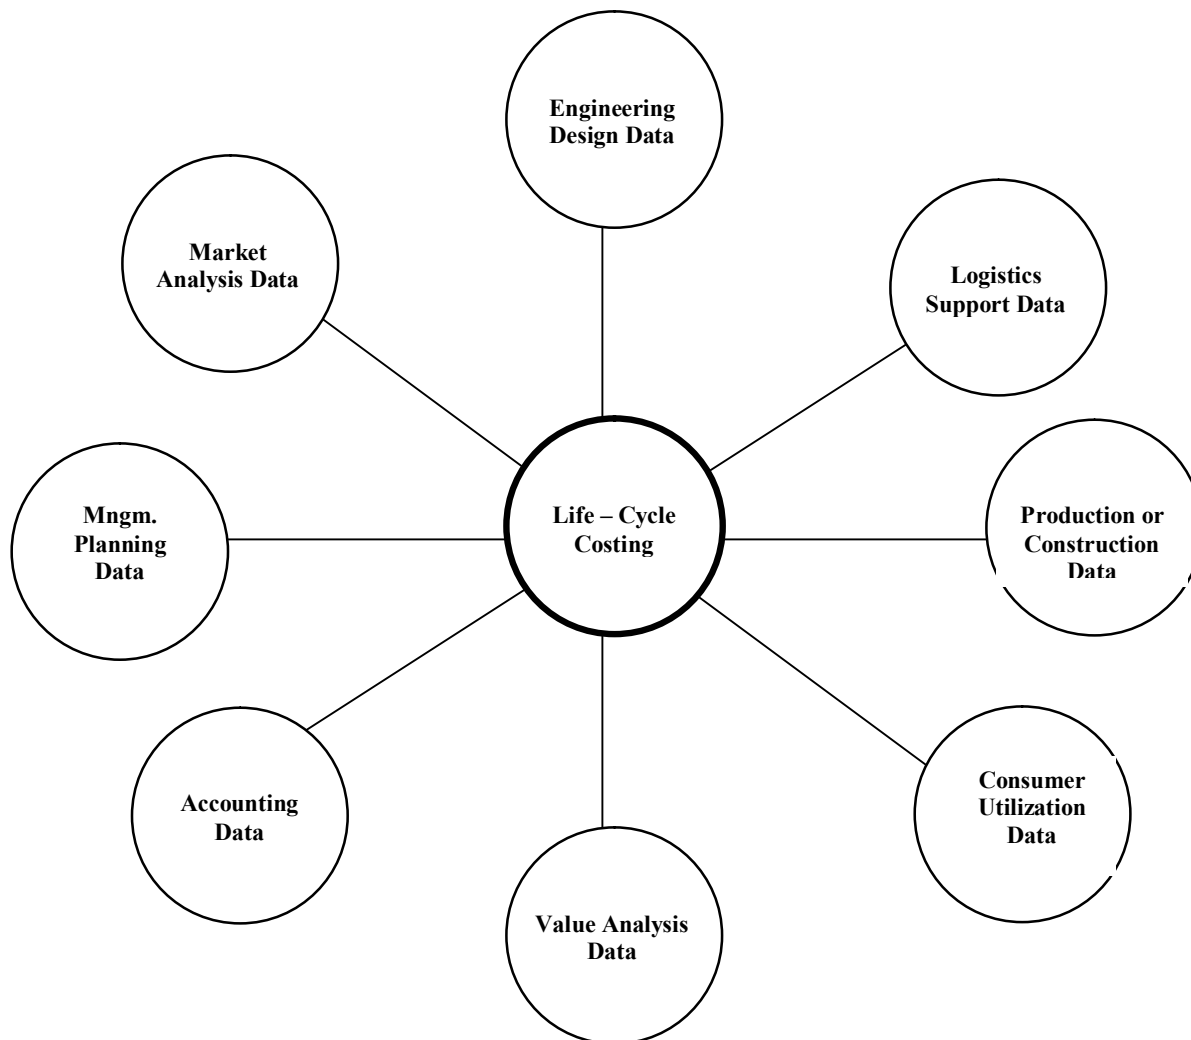 Engineering
Design Data
Market
Analysis Data
Logistics
Support Data
Mngm.
Planning
Data
Life – Cycle
Costing
Production or
Construction
Data
Accounting
Data
Consumer
Utilization
Data
Value Analysis
Data